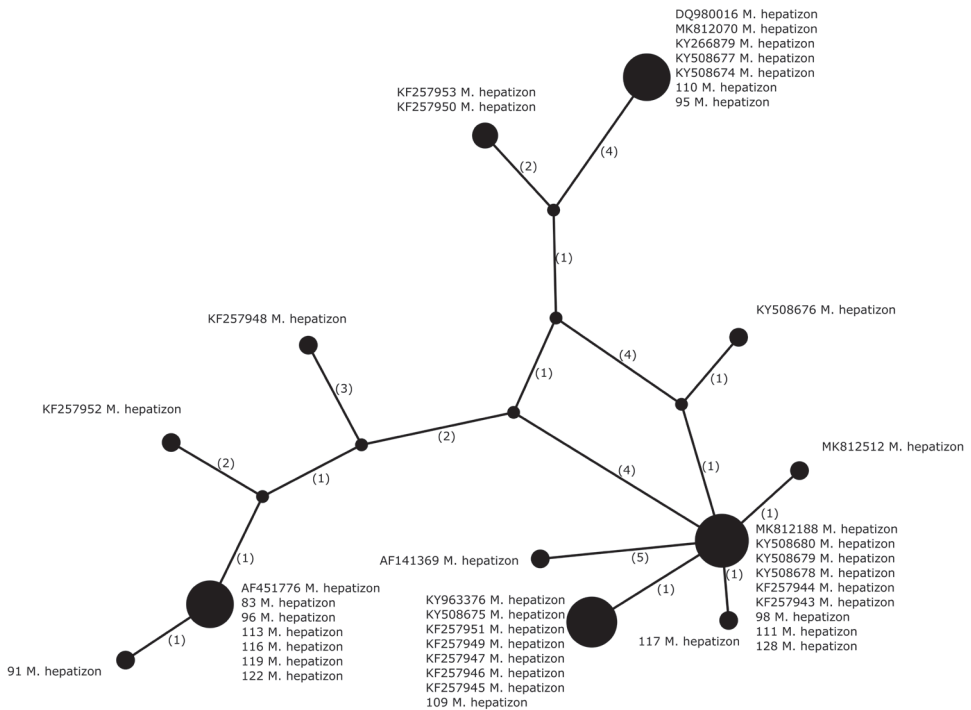 DQ980016 M. hepatizon
MK812070 M. hepatizon
KY266879 M. hepatizon
KY508677 M. hepatizon
KY508674 M. hepatizon
110 M. hepatizon
95 M. hepatizon
KF257953 M. hepatizon
KF257950 M. hepatizon
(4)
(2)
(1)
KY508676 M. hepatizon
KF257948 M. hepatizon
(4)
(1)
(1)
(3)
KF257952 M. hepatizon
(2)
MK812512 M. hepatizon
(2)
(4)
(1)
(1)
(1)
MK812188 M. hepatizon
KY508680 M. hepatizon
KY508679 M. hepatizon
KY508678 M. hepatizon
KF257944 M. hepatizon
KF257943 M. hepatizon
98 M. hepatizon
111 M. hepatizon
128 M. hepatizon
(1)
AF141369 M. hepatizon
(5)
(1)
(1)
AF451776 M. hepatizon
83 M. hepatizon
96 M. hepatizon
113 M. hepatizon
116 M. hepatizon
119 M. hepatizon
122 M. hepatizon
KY963376 M. hepatizon
KY508675 M. hepatizon
KF257951 M. hepatizon
KF257949 M. hepatizon
KF257947 M. hepatizon
KF257946 M. hepatizon
KF257945 M. hepatizon
109 M. hepatizon
117 M. hepatizon
(1)
91 M. hepatizon